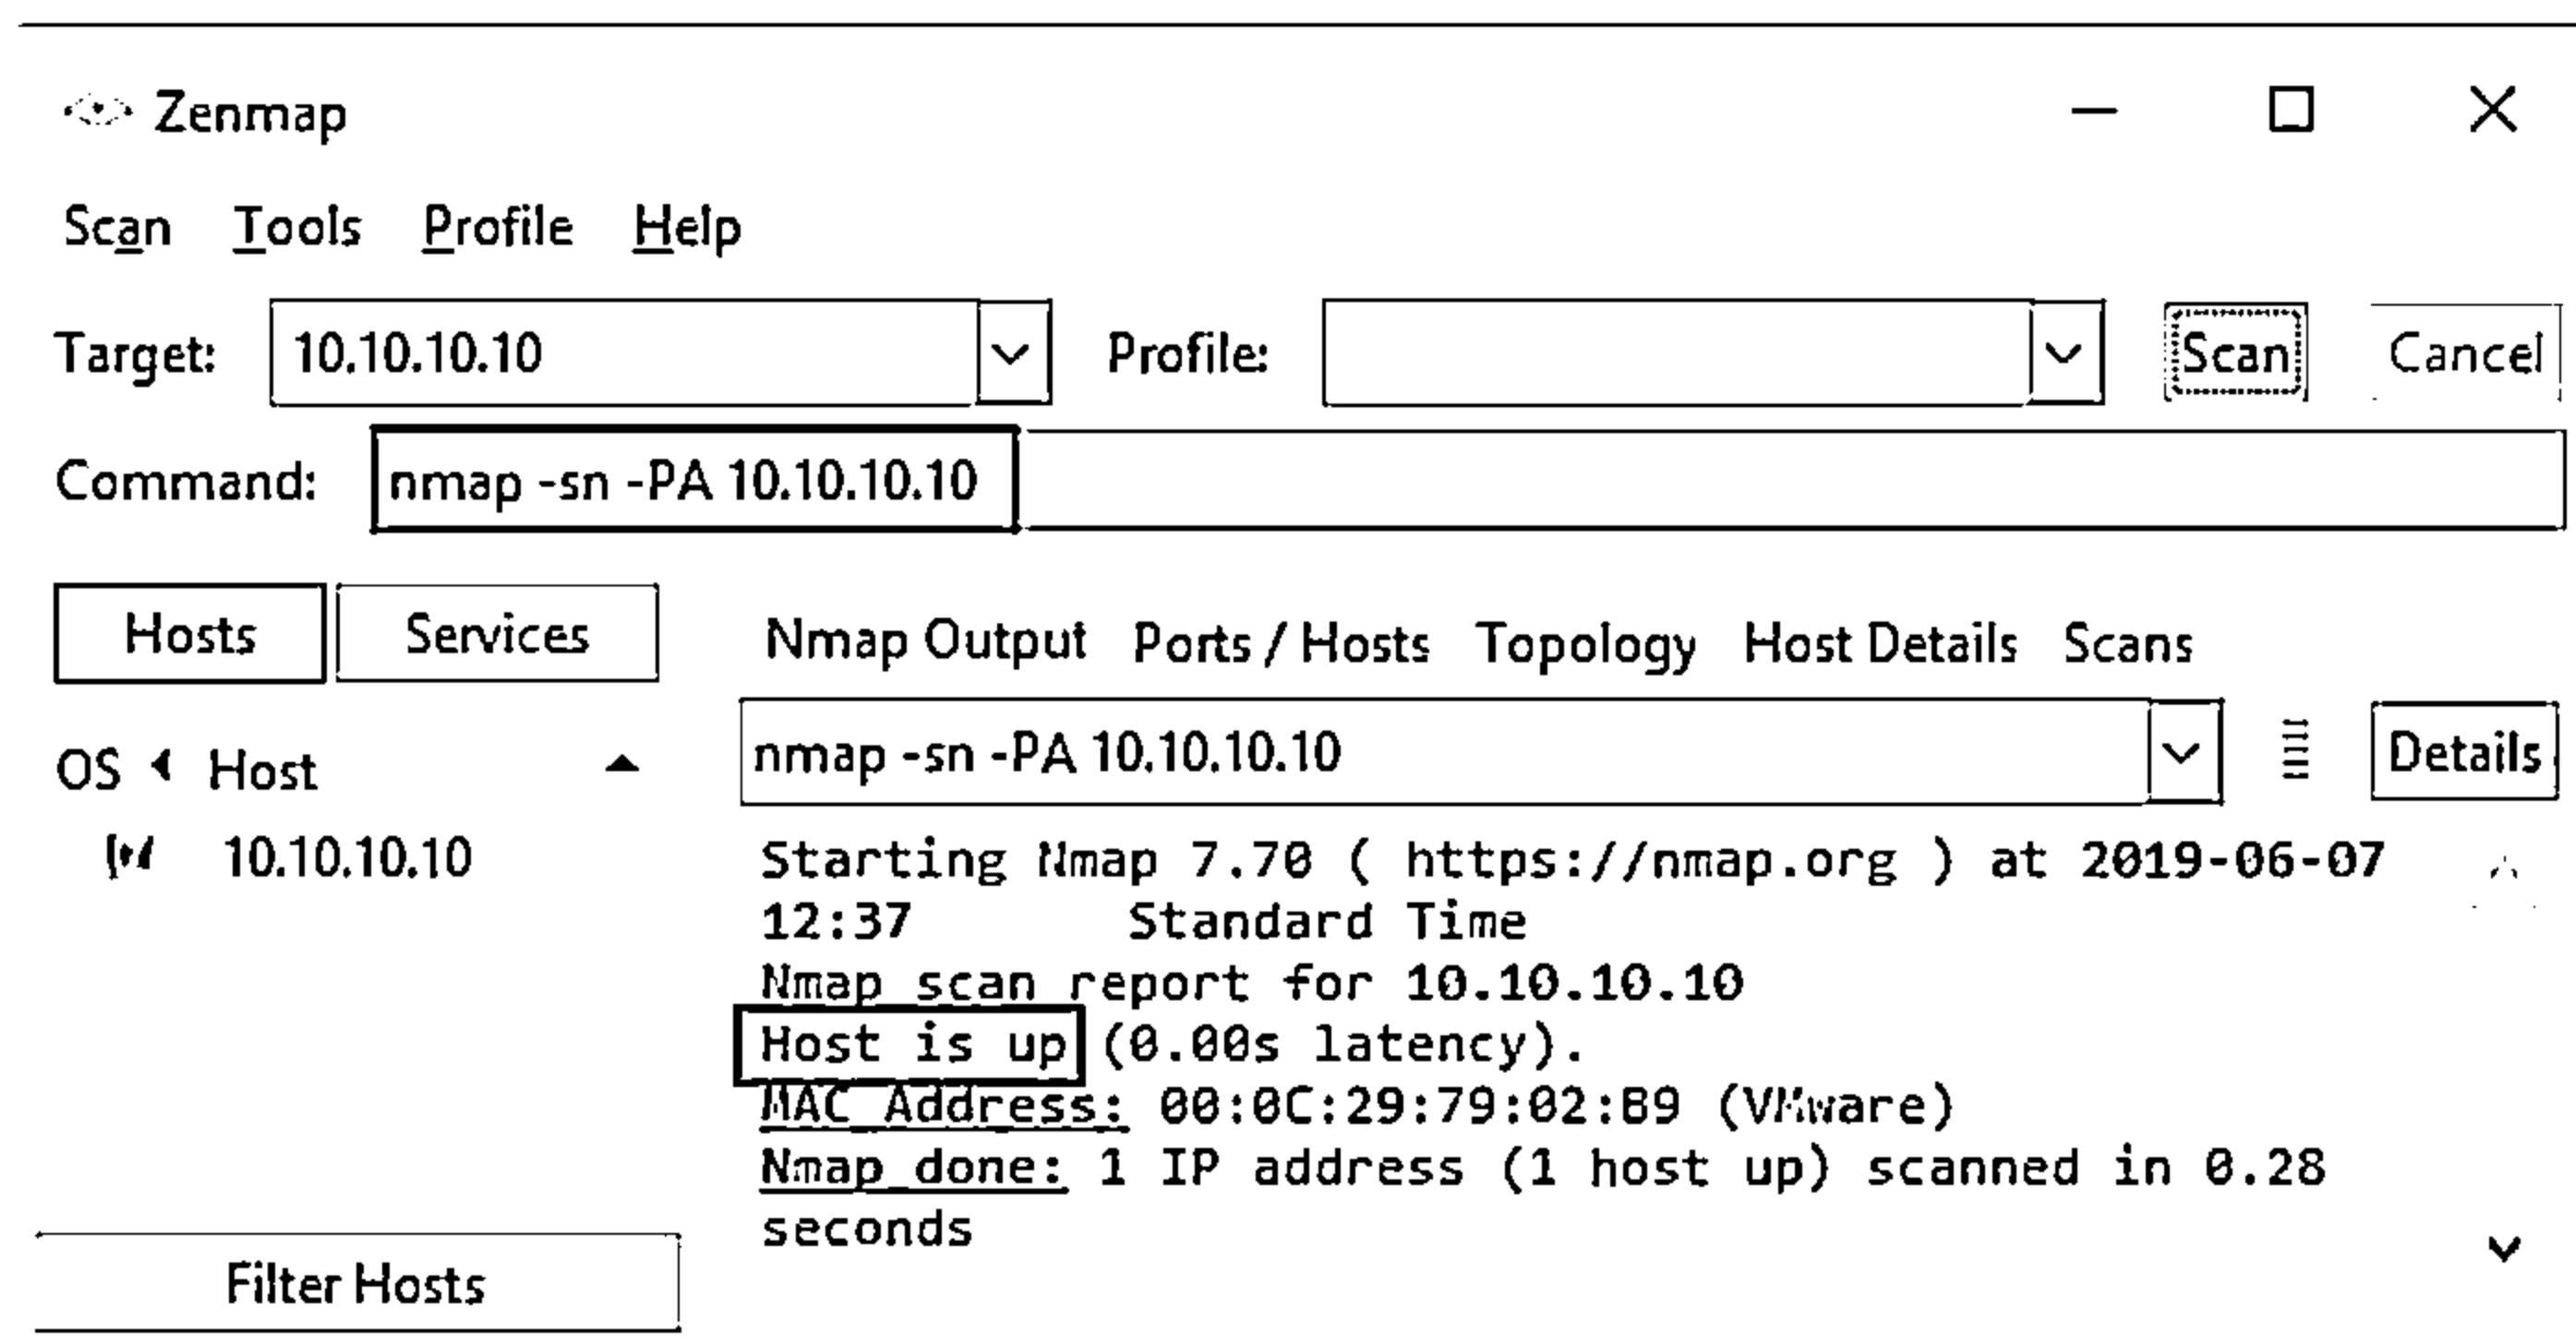 Zenmap
Scan Tools Profile Help
Target: 10.10.10.10 Profile: Scan Cancel
Command: nmap -sn -PA 10.10.10.10
Hosts Services Nmap Output Ports / Hosts Topology Host Details Scans
nmap -sn -PA 10.10.10.10 Details
OS Host
10.10.10.10
Starting Nmap 7.70 ( https://nmap.org ) at 2019-06-07
12:37 Standard Time
Nmap scan report for 10.10.10.10
Host is up (0.00s latency).
MAC Address: 00:0C:29:79:02:B9 (VMware)
Nmap done: 1 IP address (1 host up) scanned in 0.28
seconds
Filter Hosts